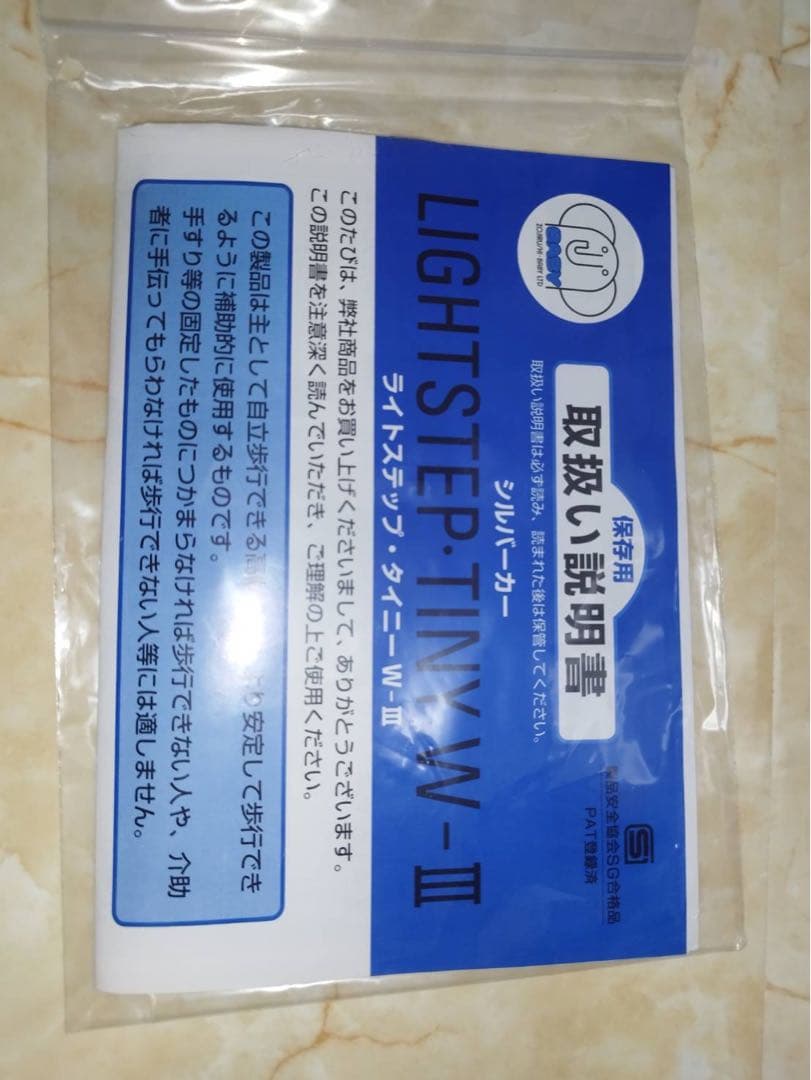 BABY
ZOJIRUSHI-BABY LTD
保存用
取扱い説明書
取扱い説明書は必ず読み、読まれた後は保管してください。
製品安全協会SG合格品
PAT登録済
シルバーカー
LIGHTSTEP・TINY W-Ⅲ
ライトステップ・タイニーW-Ⅲ
このたびは、弊社商品をお買い上げくださいまして、ありがとうございます。
この説明書を注意深く読んでいただき、ご理解の上ご使用ください。
この製品は主として自立歩行できる高 より安定して歩行でき
るように補助的に使用するものです。
手すり等の固定したものにつかまらなければ歩行できない人や、介助
者に手伝ってもらわなければ歩行できない人等には適しません。